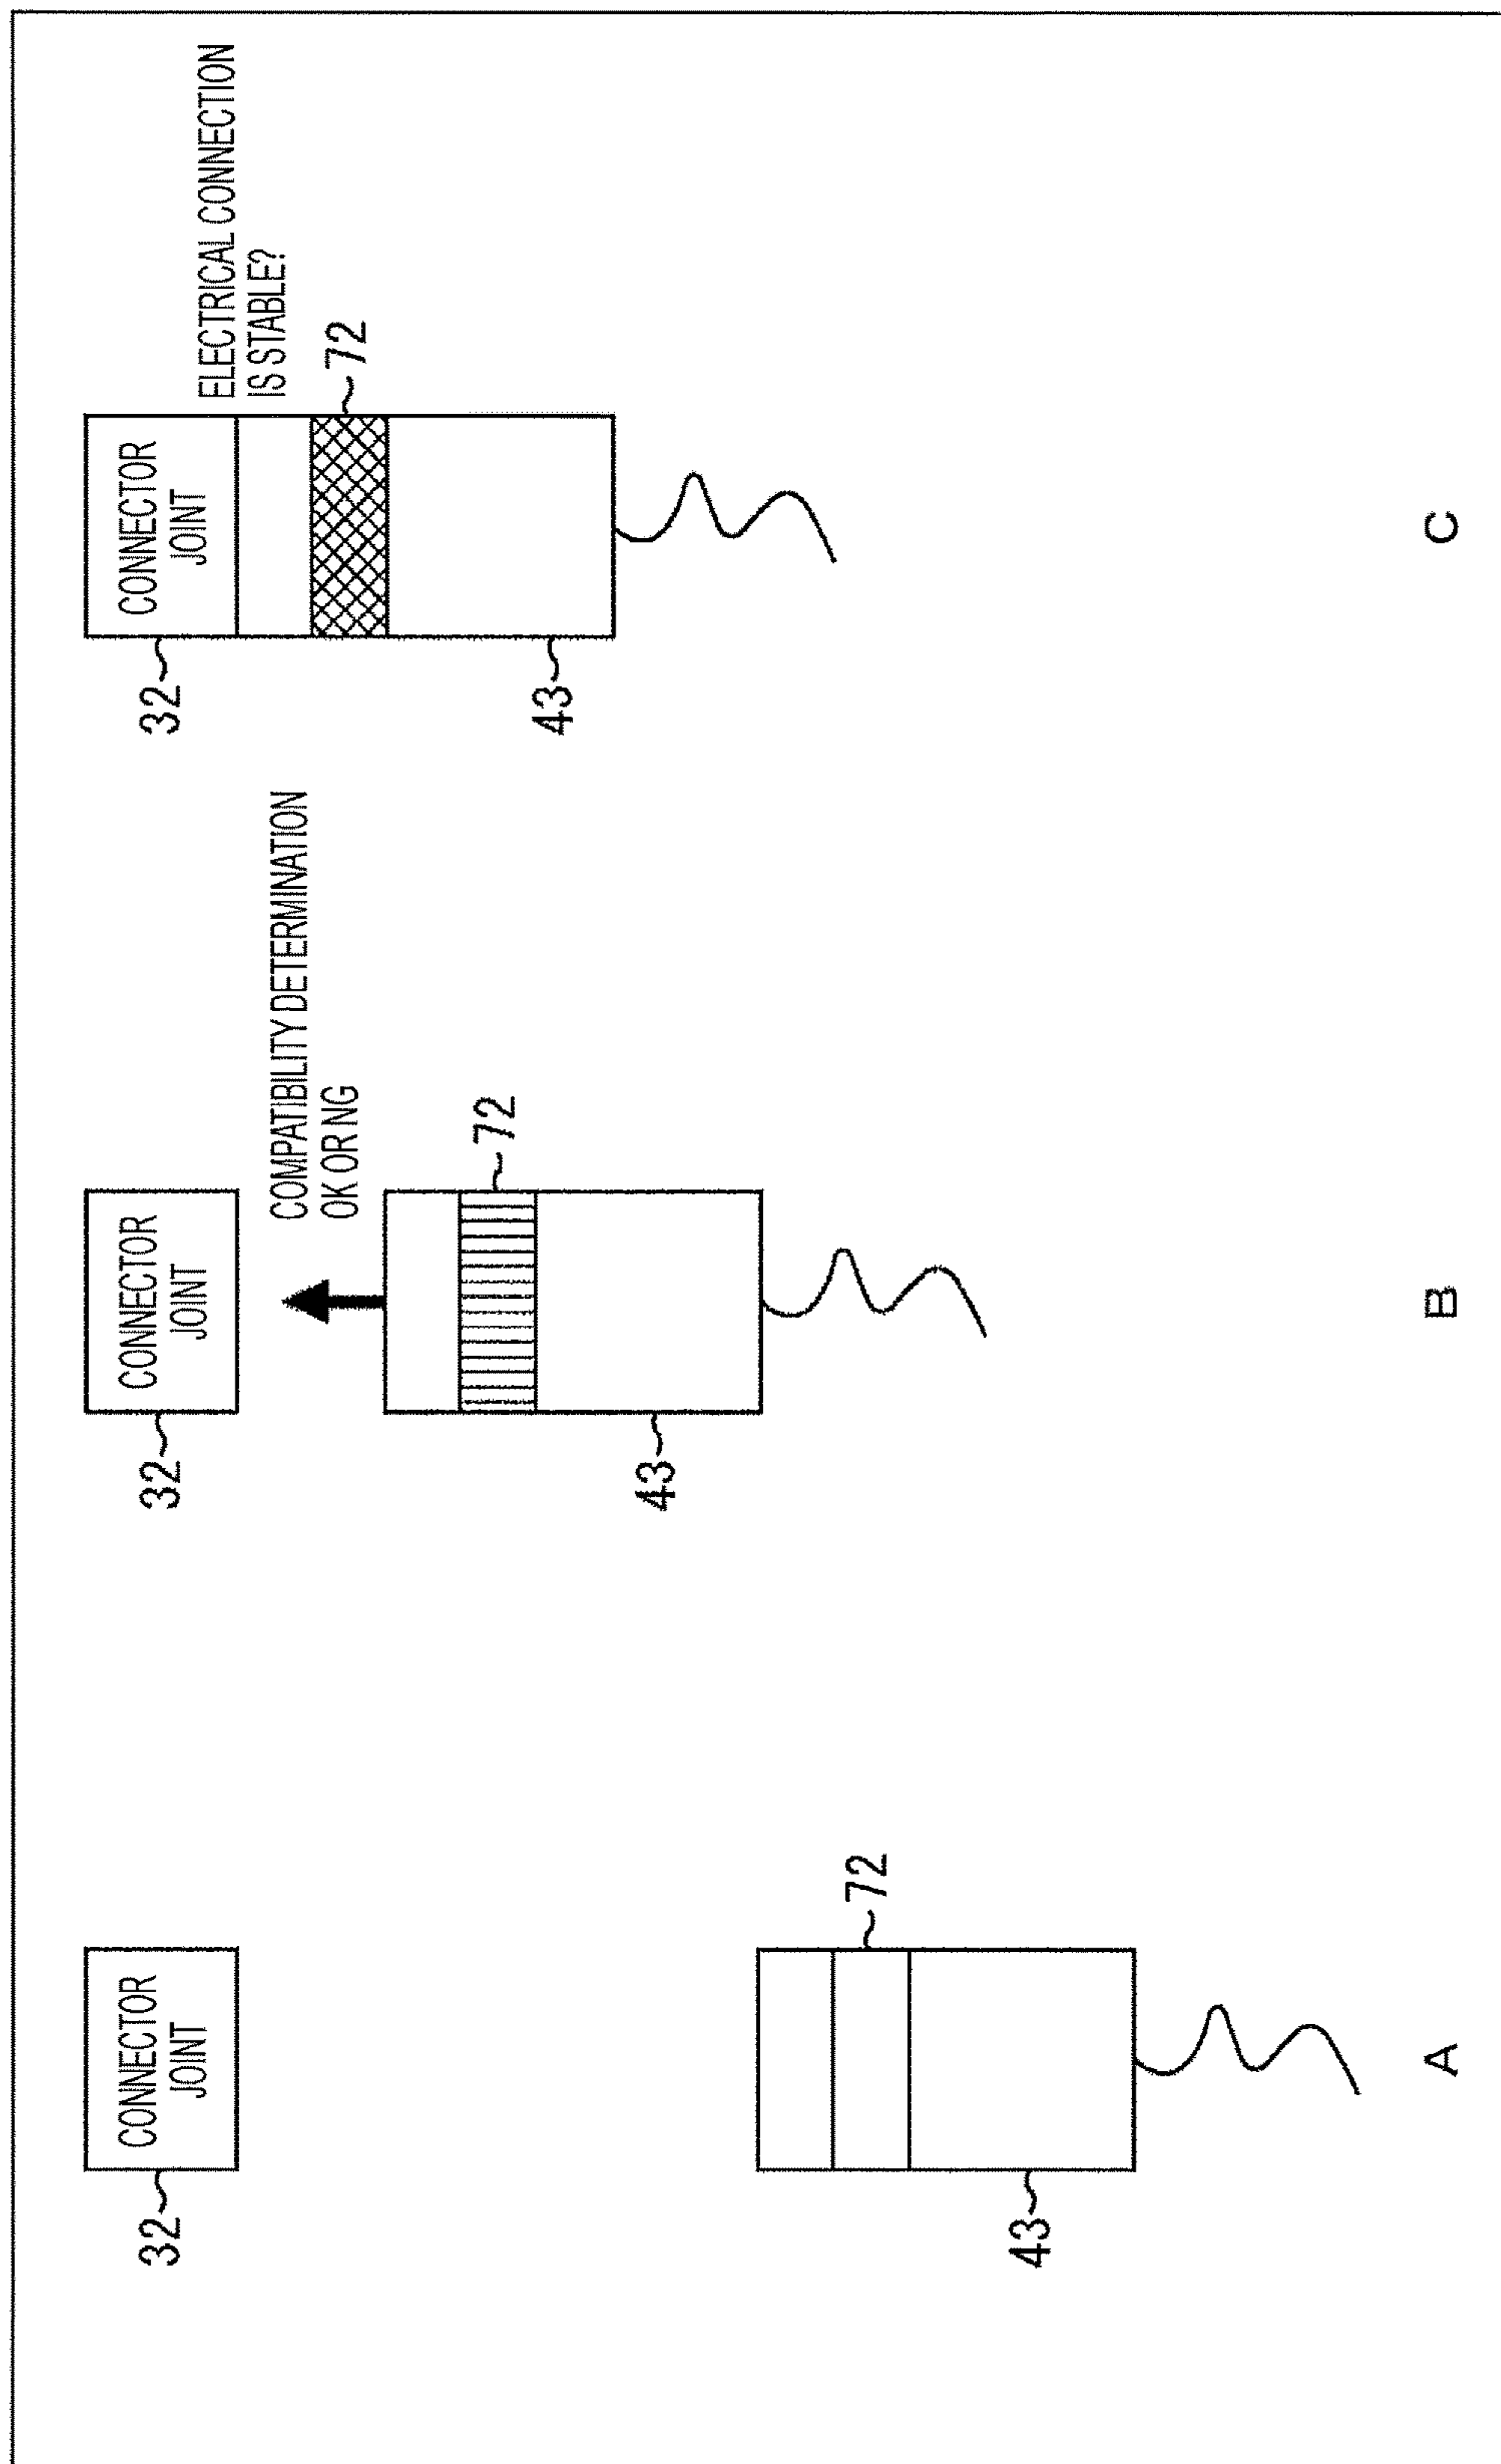 CONNECTOR
JOINT
32
72
43
A
CONNECTOR
JOINT
32
COMPATIBILITY DETERMINATION
OK OR NG
72
43
B
CONNECTOR
JOINT
32
ELECTRICAL CONNECTION
IS STABLE?
72
43
C